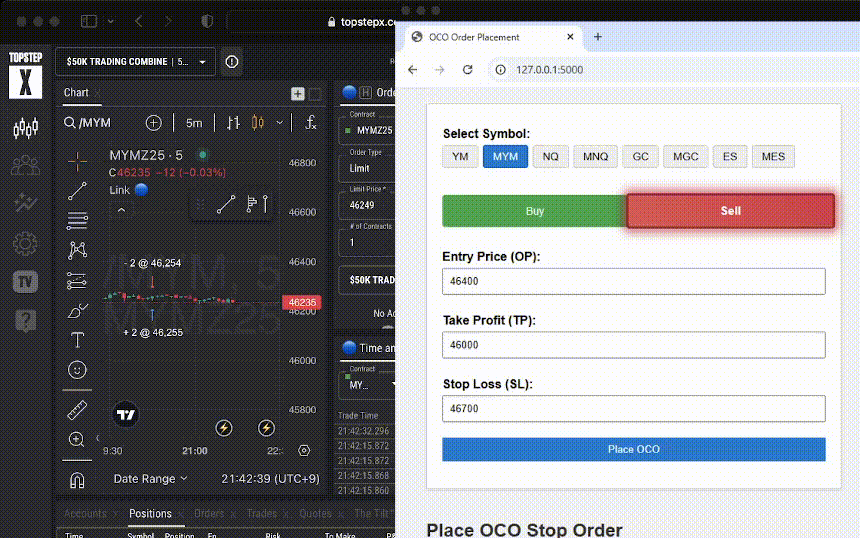 topstepx.co
TOPSTEP
X
$50K TRADING COMBINE | 5...
Chart
/MYM
5m
MYMZ25 · 5
C46235 −12 (−0.03%)
Link
/MYM, 5
MYMZ25
- 2 @ 46,254
+ 2 @ 46,255
46800
46600
46400
46235
46200
46000
45800
9:30
21:00
22:
Date Range
21:42:39 (UTC+9)
TV
Orde
Contract
MYMZ25
Order Type
Limit
Limit Price *
46249
# of Contracts
1
$50K TRAD
No Ac
Time an
Contract
MY...
Trade Time
21:42:32.296
21:42:15.872
21:42:15.872
21:42:15.868
21:42:15.860
Accounts
Positions
Orders
Trades
Quotes
The Tilt™
Time
Symbol
Position
En
Risk
To Make
OCO Order Placement
127.0.0.1:5000
Select Symbol:
YM
MYM
NQ
MNQ
GC
MGC
ES
MES
Buy
Sell
Entry Price (OP):
46400
Take Profit (TP):
46000
Stop Loss (SL):
46700
Place OCO
Place OCO Stop Order